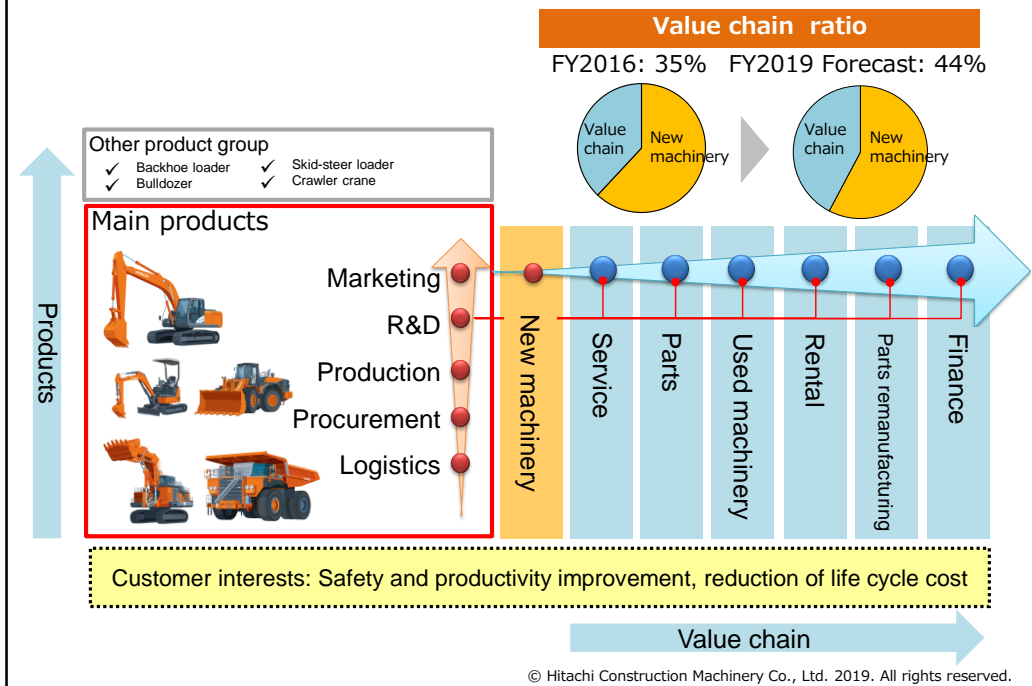 Value chain ratio
FY2016: 35%
FY2019 Forecast: 44%
Value
chain
New
machinery
Value
chain
New
machinery
Other product group
✓ Backhoe loader
✓ Skid-steer loader
✓ Bulldozer
✓ Crawler crane
Products
Main products
Marketing
R&D
Production
Procurement
Logistics
New machinery
Service
Parts
Used machinery
Rental
Parts remanufacturing
Finance
Customer interests: Safety and productivity improvement, reduction of life cycle cost
Value chain
© Hitachi Construction Machinery Co., Ltd. 2019. All rights reserved.